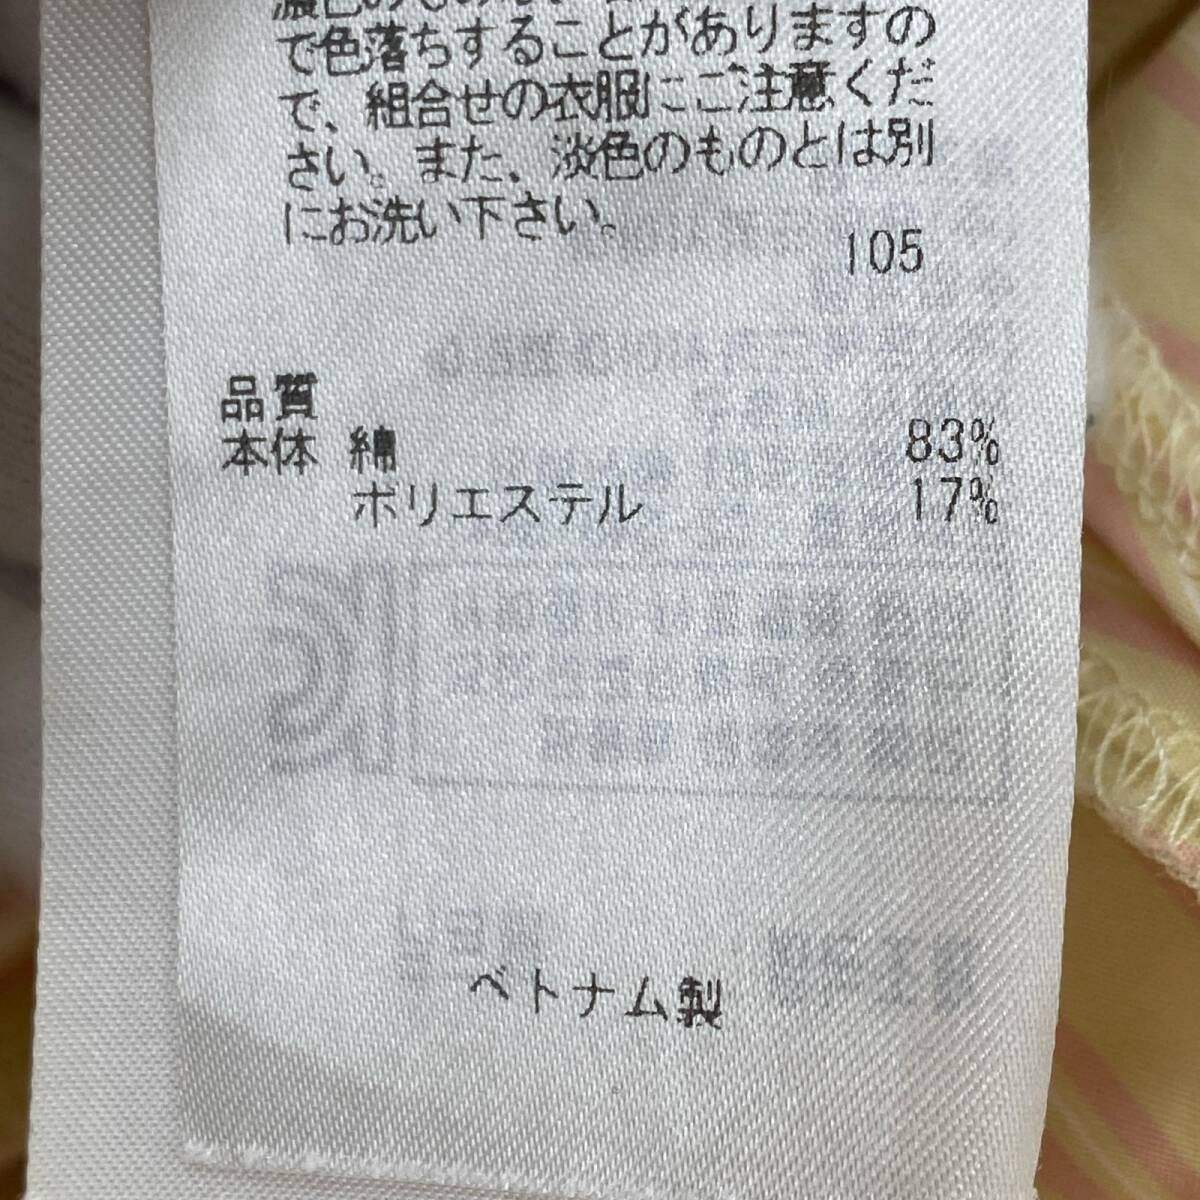 で色落ちすることがありますの
で、組合せの衣服にご注意くだ
さい。また、淡色のものとは別
にお洗い下さい。
105
品質
本体 綿 83%
ポリエステル 17%
ベトナム製